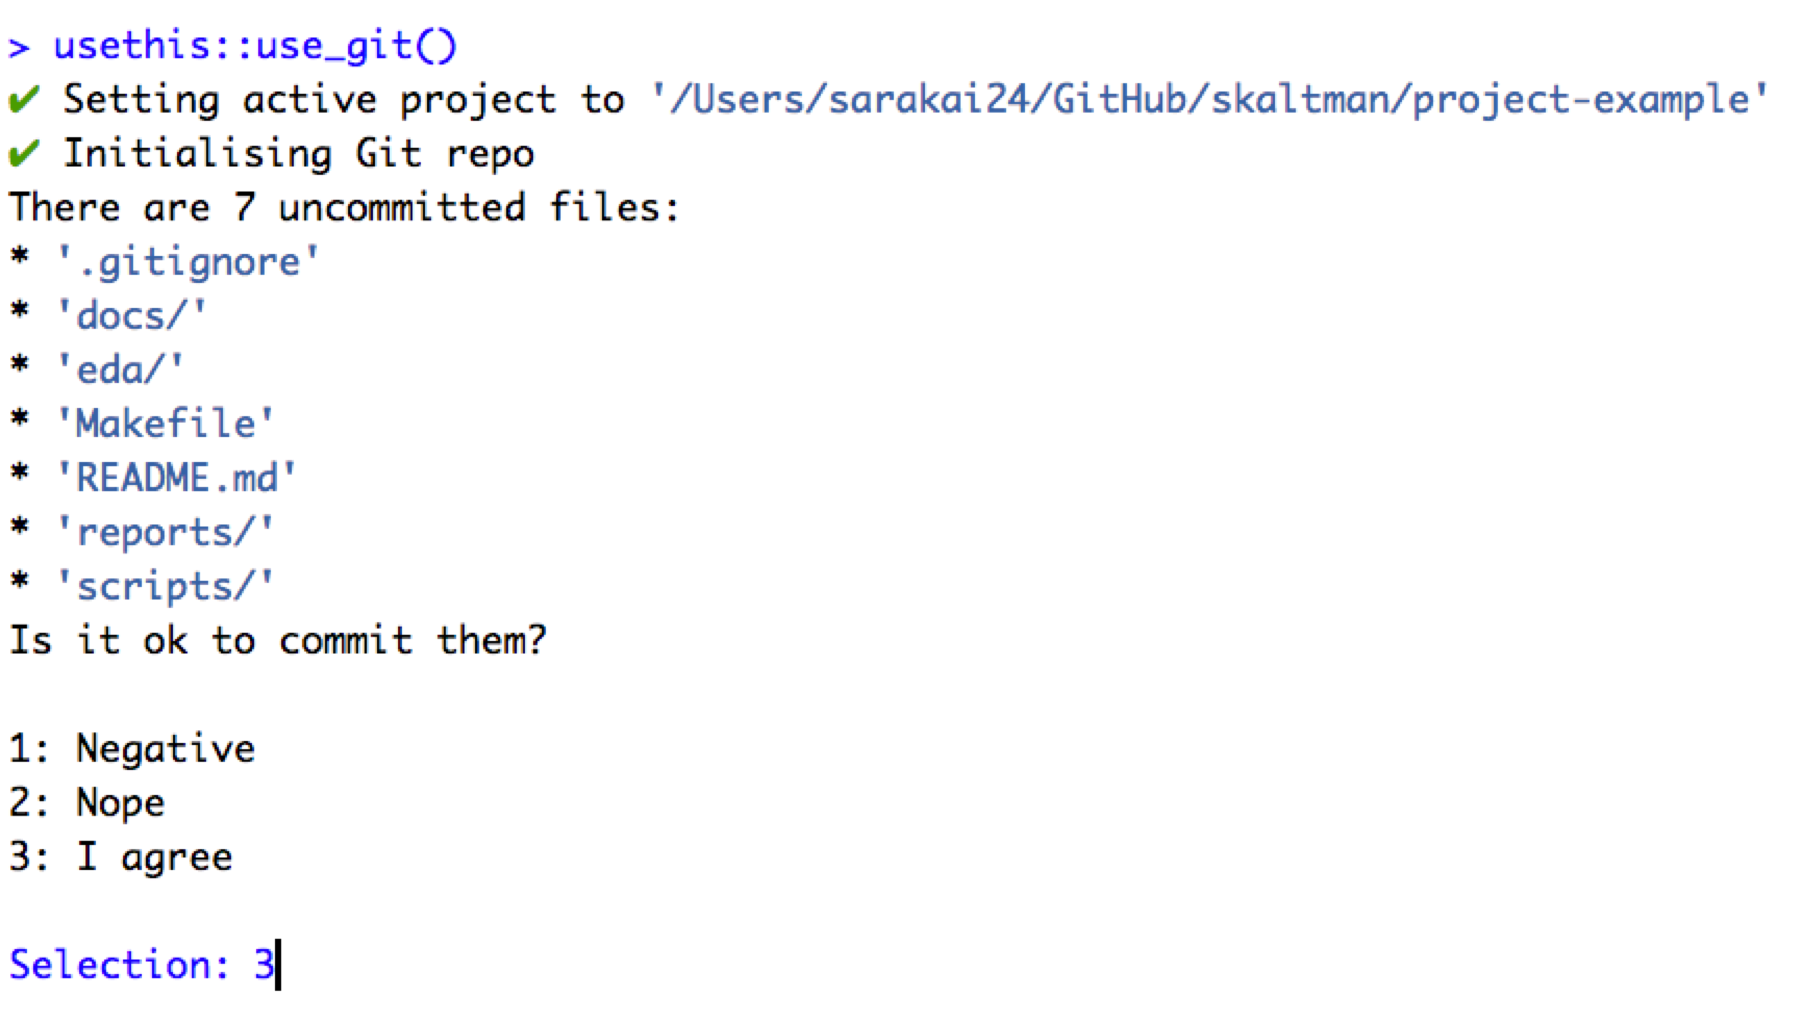 > usethis::use_git()
✔ Setting active project to '/Users/sarakai24/GitHub/skaltman/project-example'
✔ Initialising Git repo
There are 7 uncommitted files:
* '.gitignore'
* 'docs/'
* 'eda/'
* 'Makefile'
* 'README.md'
* 'reports/'
* 'scripts/'
Is it ok to commit them?
1: Negative
2: Nope
3: I agree
Selection: 3